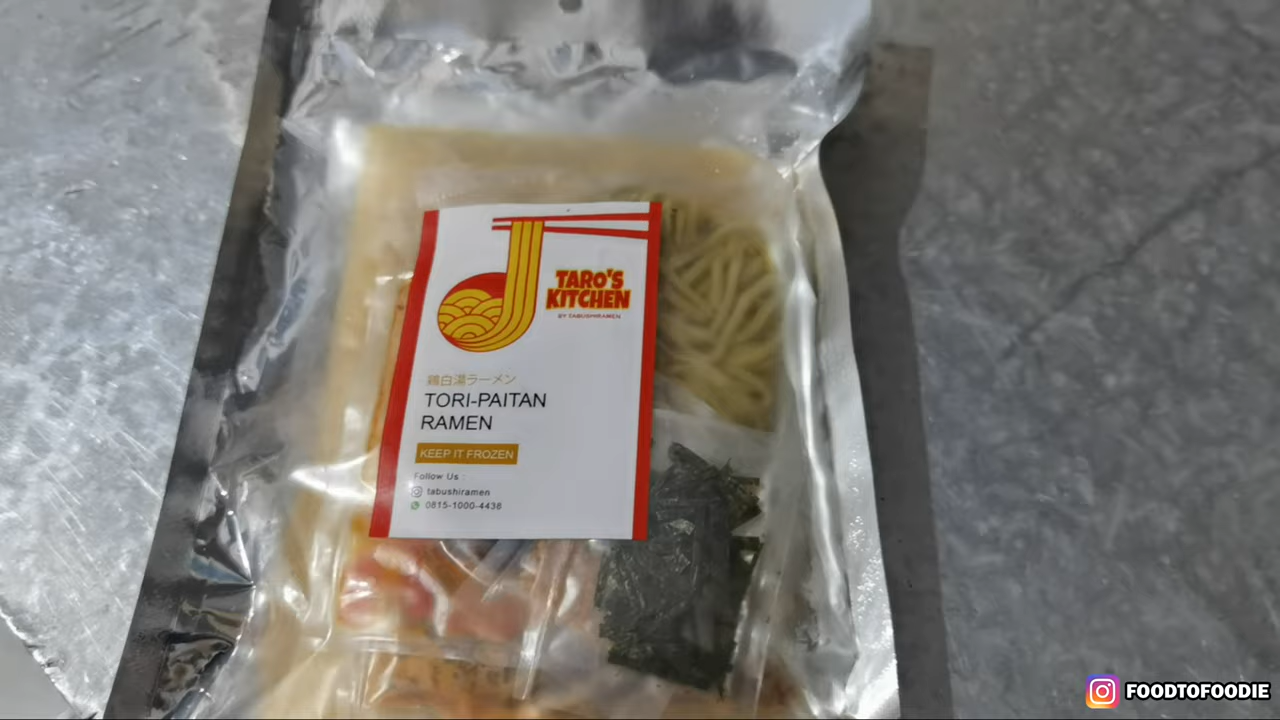 TARO'S
KITCHEN
BY TABUSHIRAMEN
鶏白湯ラーメン
TORI-PAITAN
RAMEN
KEEP IT FROZEN
Follow Us :
tabushiramen
0815-1000-4438
FOODTOFOODIE